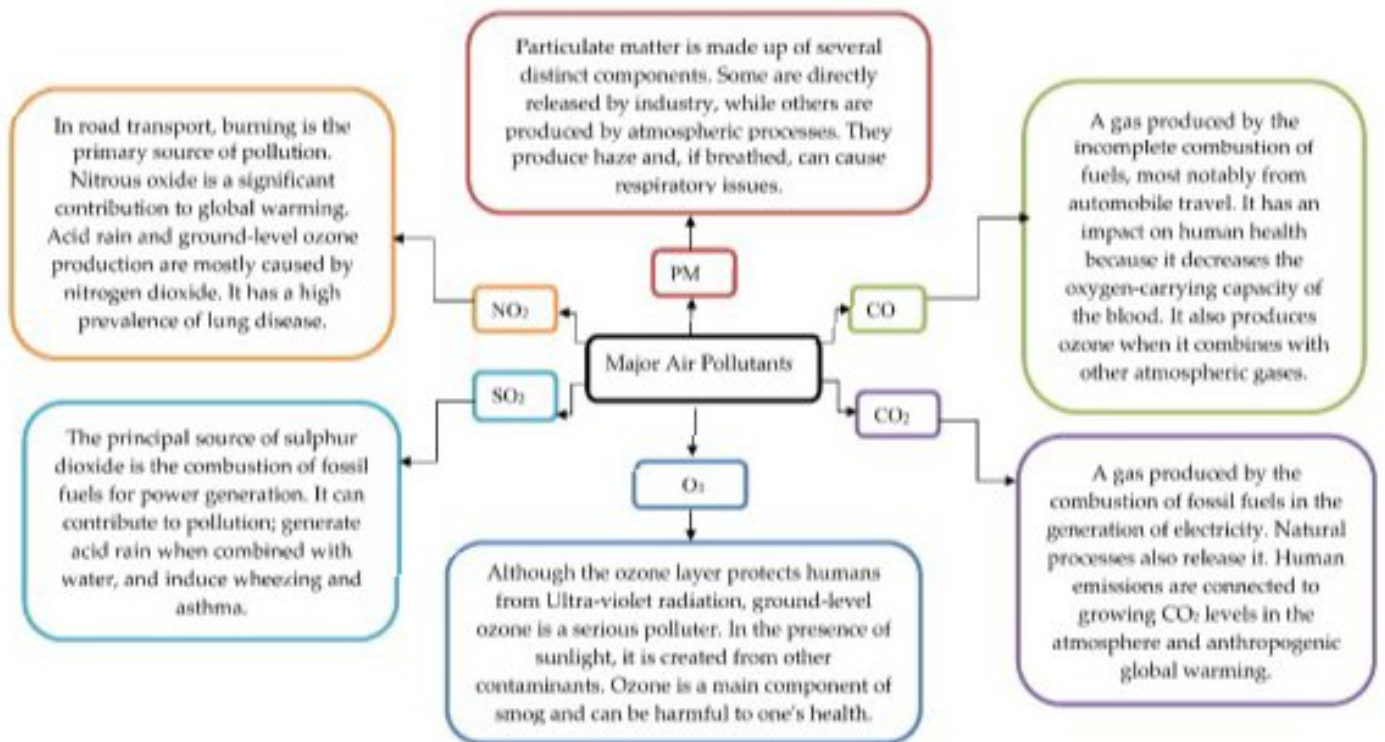 Particulate matter is made up of several
distinct components. Some are directly
released by industry, while others are
produced by atmospheric processes. They
produce haze and, if breathed, can cause
respiratory issues.
In road transport, burning is the
primary source of pollution.
Nitrous oxide is a significant
contribution to global warming.
Acid rain and ground-level ozone
production are mostly caused by
nitrogen dioxide. It has a high
prevalence of lung disease.
A gas produced by the
incomplete combustion of
fuels, most notably from
automobile travel. It has an
impact on human health
because it decreases the
oxygen-carrying capacity of
the blood. It also produces
ozone when it combines with
other atmospheric gases.
PM
NO₂
CO
Major Air Pollutants
SO₂
CO₂
O₃
The principal source of sulphur
dioxide is the combustion of fossil
fuels for power generation. It can
contribute to pollution; generate
acid rain when combined with
water, and induce wheezing and
asthma.
A gas produced by the
combustion of fossil fuels in the
generation of electricity. Natural
processes also release it. Human
emissions are connected to
growing CO₂ levels in the
atmosphere and anthropogenic
global warming.
Although the ozone layer protects humans
from Ultra-violet radiation, ground-level
ozone is a serious polluter. In the presence of
sunlight, it is created from other
contaminants. Ozone is a main component of
smog and can be harmful to one's health.